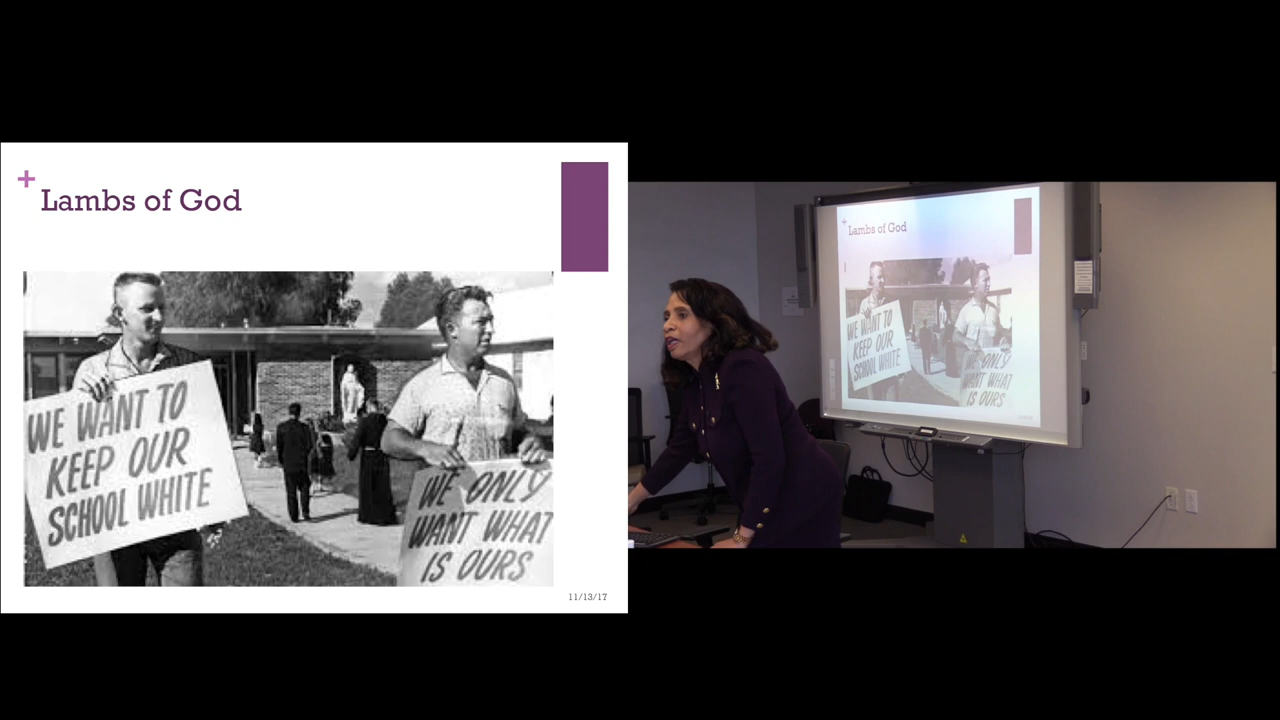 +
Lambs of God
WE WANT TO
KEEP OUR
SCHOOL WHITE
WE ONLY
WANT WHAT
IS OURS
11/13/17
+
Lambs of God
WE WANT TO
KEEP OUR
SCHOOL WHITE
WE ONLY
WANT WHAT
IS OURS